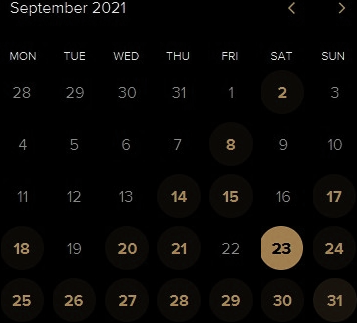 September 2021
MON TUE WED THU FRI SAT SUN
28 29 30 31 1 2 3
4 5 6 7 8 9 10
11 12 13 14 15 16 17
18 19 20 21 22 23 24
25 26 27 28 29 30 31